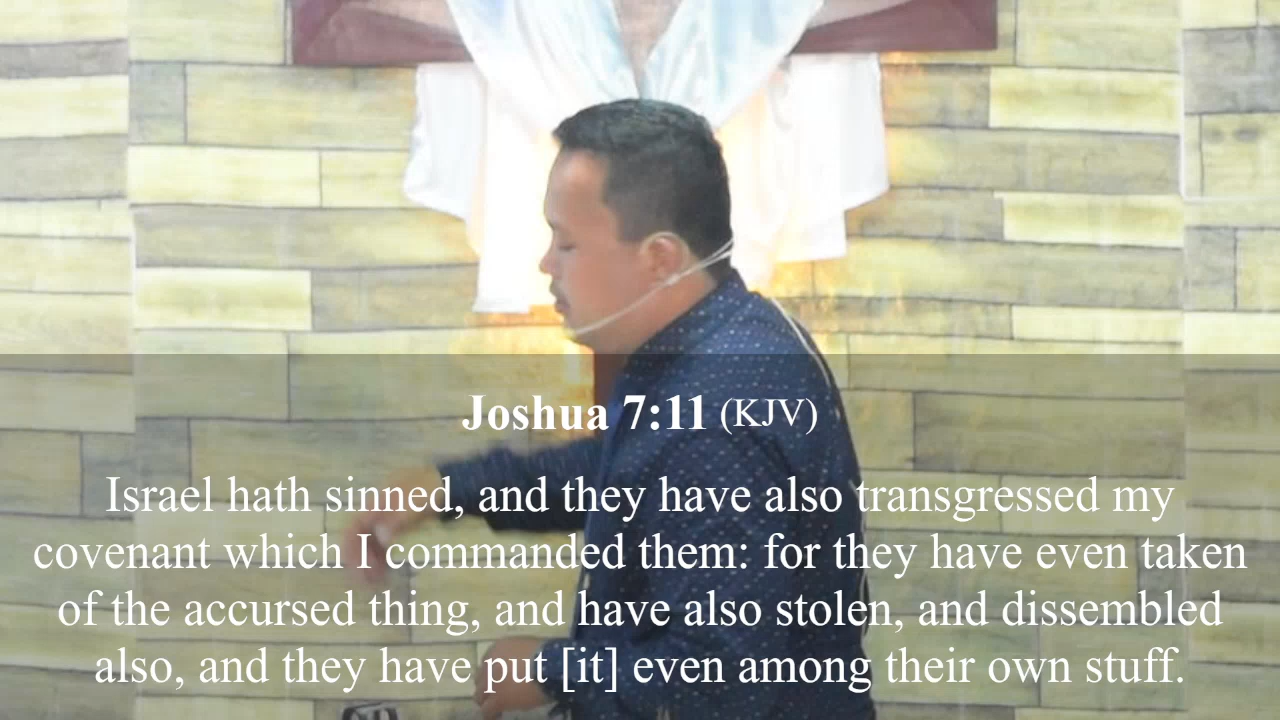 Joshua 7:11 (KJV)
Israel hath sinned, and they have also transgressed my
covenant which I commanded them: for they have even taken
of the accursed thing, and have also stolen, and dissembled
also, and they have put [it] even among their own stuff.